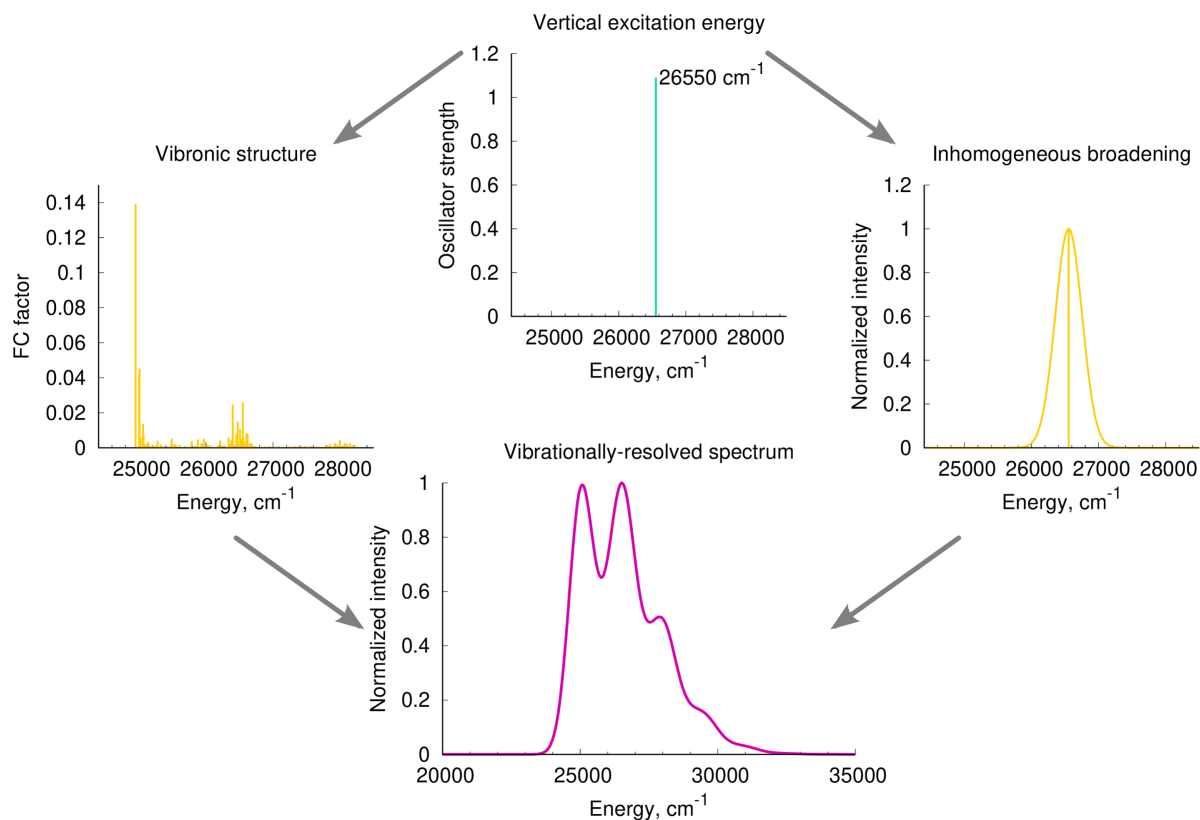 Vertical excitation energy
1.2
1
0.8
0.6
0.4
0.2
0
Oscillator strength
26550 cm⁻¹
25000 26000 27000 28000
Energy, cm⁻¹
Vibronic structure
0.14
0.12
0.1
0.08
0.06
0.04
0.02
0
FC factor
25000 26000 27000 28000
Energy, cm⁻¹
Inhomogeneous broadening
1.2
1
0.8
0.6
0.4
0.2
0
Normalized intensity
25000 26000 27000 28000
Energy, cm⁻¹
Vibrationally-resolved spectrum
1
0.8
0.6
0.4
0.2
0
Normalized intensity
20000 25000 30000 35000
Energy, cm⁻¹